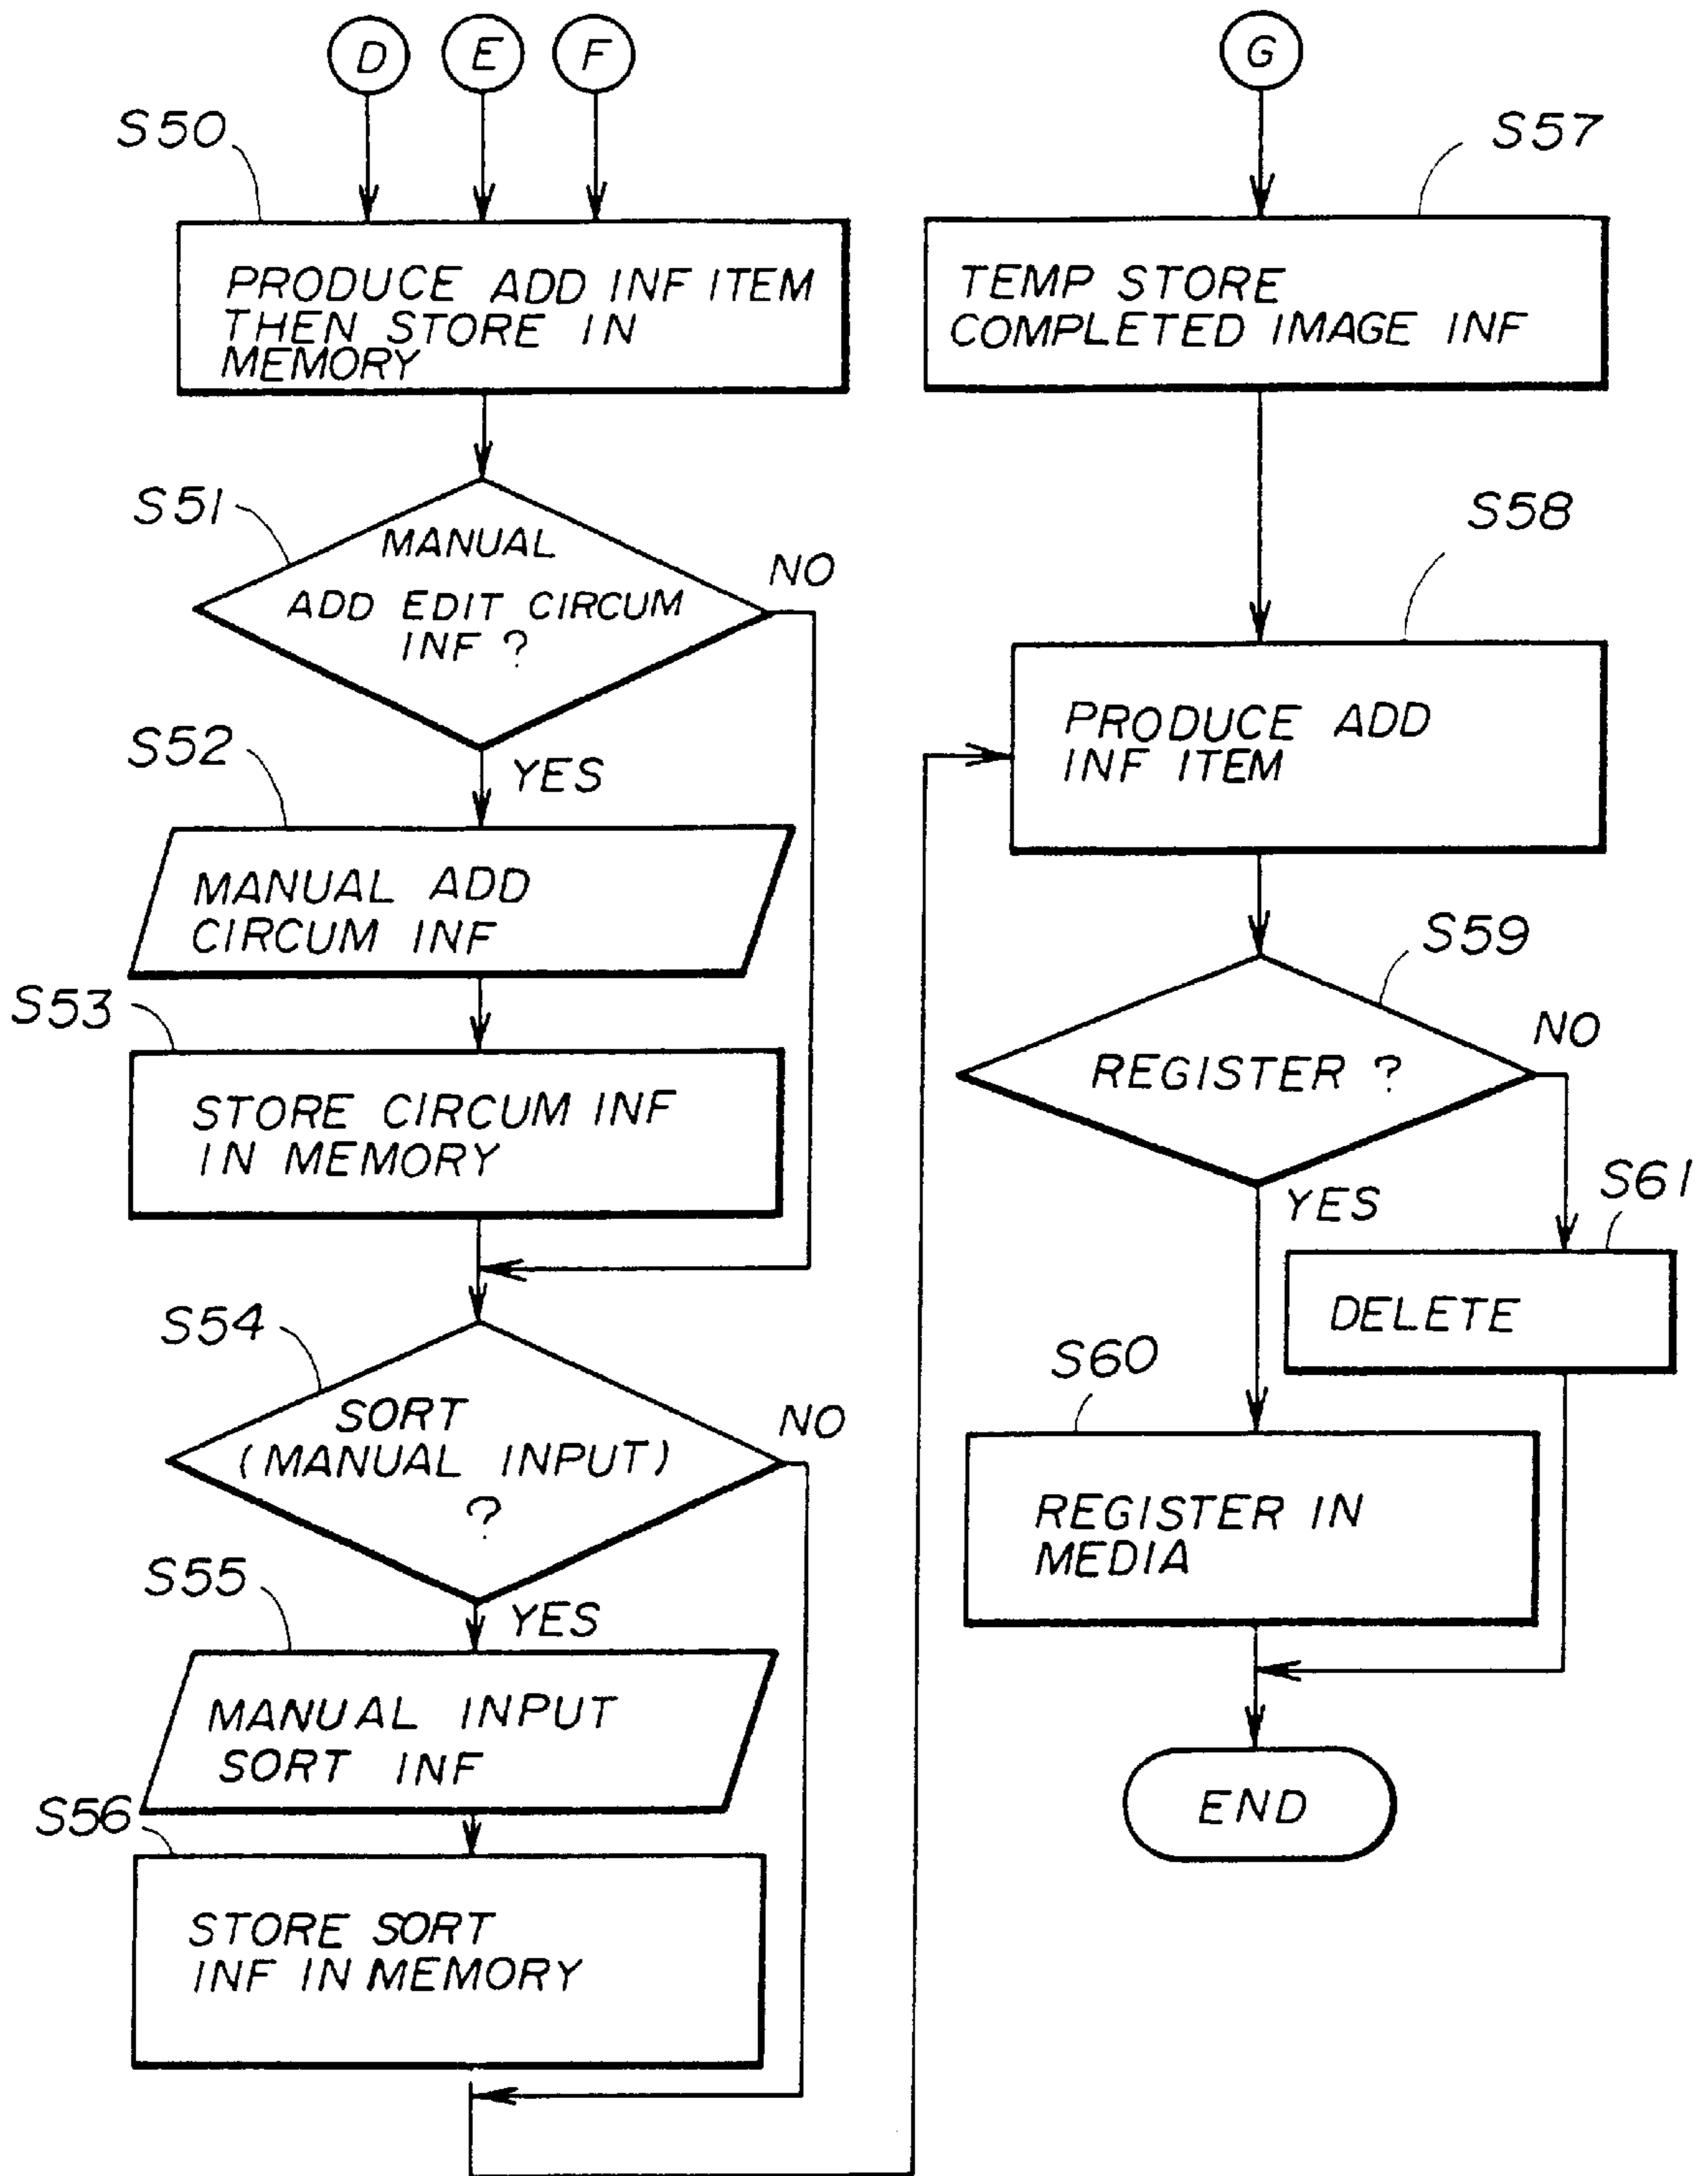 D E F
S50
PRODUCE ADD INF ITEM
THEN STORE IN
MEMORY
S51
MANUAL
ADD EDIT CIRCUM
INF ?
NO
YES
S52
MANUAL ADD
CIRCUM INF
S53
STORE CIRCUM INF
IN MEMORY
S54
SORT
(MANUAL INPUT)
?
NO
YES
S55
MANUAL INPUT
SORT INF
S56
STORE SORT
INF IN MEMORY
G
S57
TEMP STORE
COMPLETED IMAGE INF
S58
PRODUCE ADD
INF ITEM
S59
REGISTER ?
NO
YES
S61
DELETE
S60
REGISTER IN
MEDIA
END